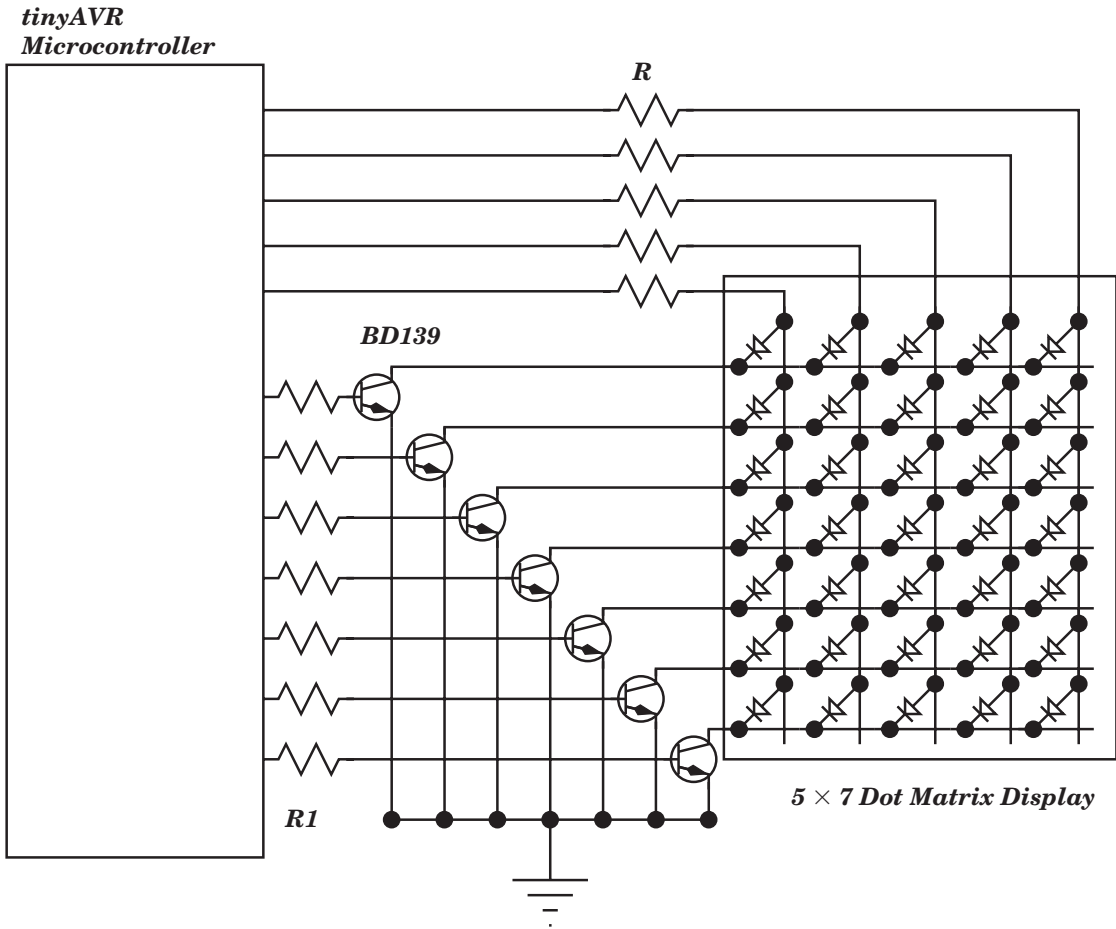 tinyAVR
Microcontroller
R
BD139
R1
5 × 7 Dot Matrix Display